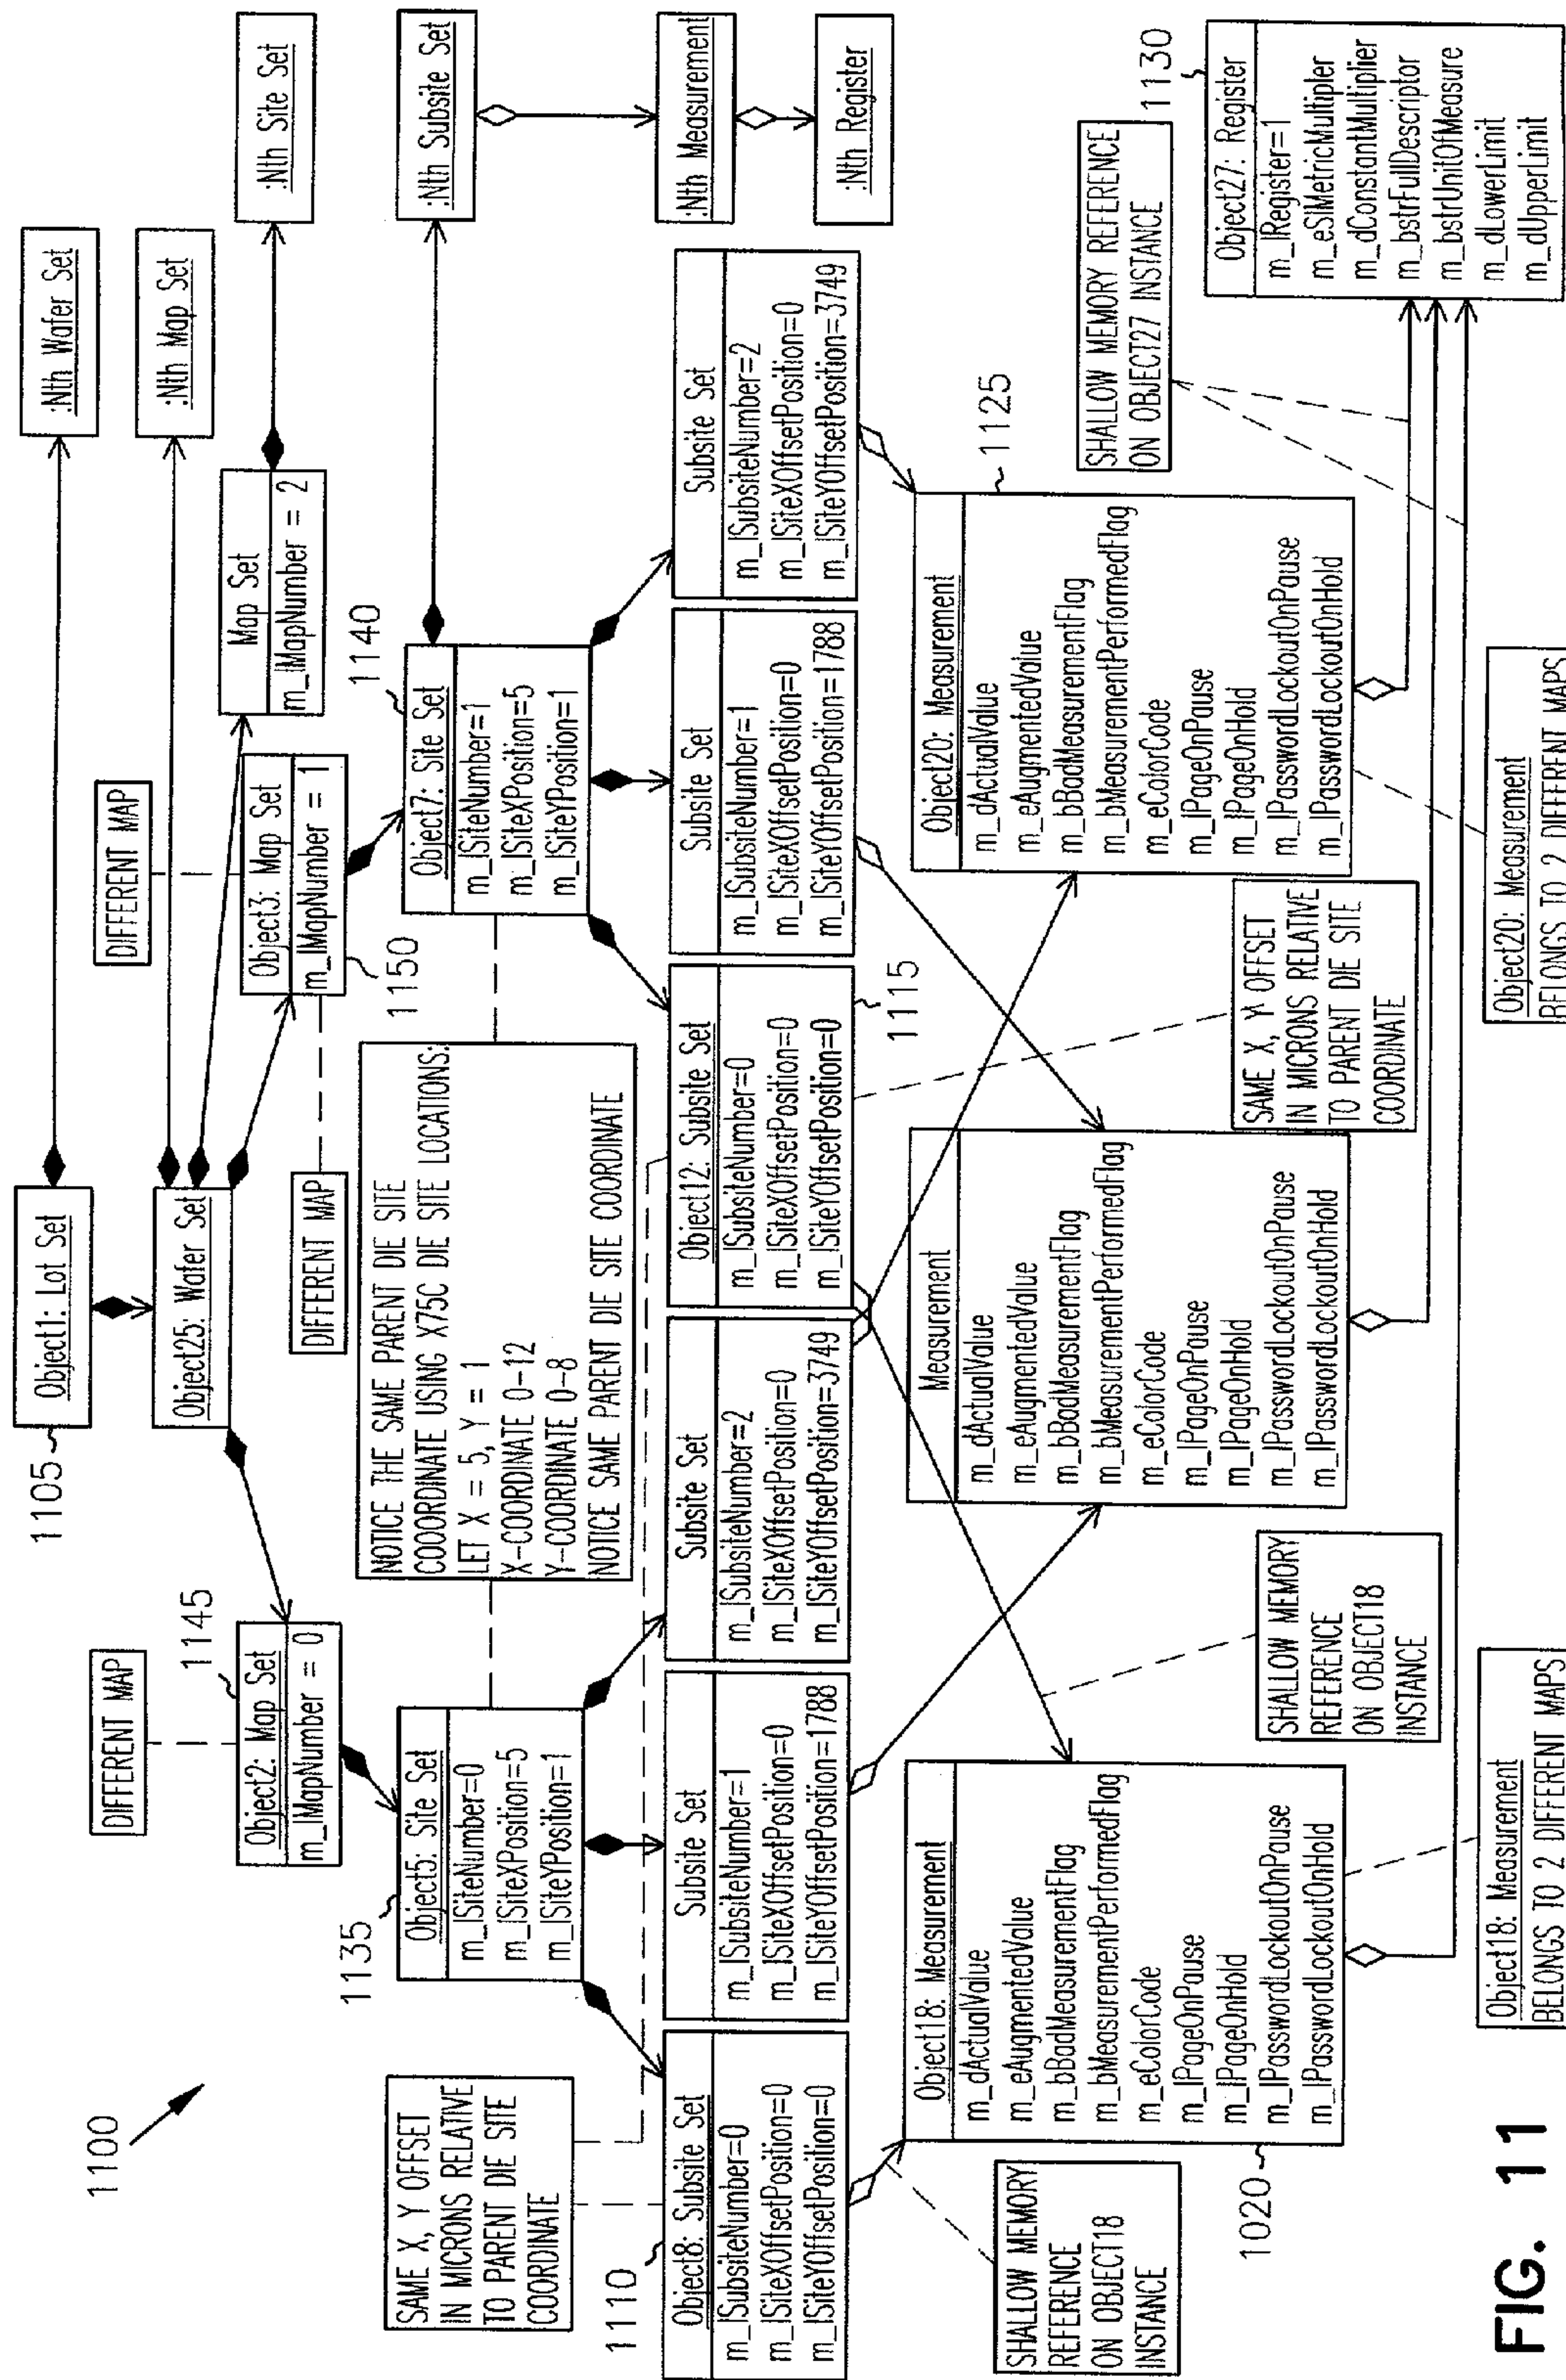 1100
1105
Object1: Lot Set
:Nth Wafer Set
Object25: Wafer Set
:Nth Map Set
DIFFERENT MAP
1145
Object2: Map Set
m_lMapNumber = 0
DIFFERENT MAP
DIFFERENT MAP
Object3: Map Set
m_lMapNumber = 1
1150
Map Set
m_lMapNumber = 2
:Nth Site Set
1135
Object5: Site Set
m_lSiteNumber=0
m_lSiteXPosition=5
m_lSiteYPosition=1
NOTICE THE SAME PARENT DIE SITE
COOORDINATE USING X75C DIE SITE LOCATIONS:
LET X = 5, Y = 1
X-COORDINATE 0-12
Y-COORDINATE 0-8
NOTICE SAME PARENT DIE SITE COORDINATE
1140
Object7: Site Set
m_lSiteNumber=1
m_lSiteXPosition=5
m_lSiteYPosition=1
:Nth Subsite Set
:Nth Measurement
:Nth Register
SAME X, Y OFFSET
IN MICRONS RELATIVE
TO PARENT DIE SITE
COORDINATE
1110
Object8: Subsite Set
m_lSubsiteNumber=0
m_lSiteXOffsetPosition=0
m_lSiteYOffsetPosition=0
Subsite Set
m_lSubsiteNumber=1
m_lSiteXOffsetPosition=0
m_lSiteYOffsetPosition=1788
Subsite Set
m_lSubsiteNumber=2
m_lSiteXOffsetPosition=0
m_lSiteYOffsetPosition=3749
Object12: Subsite Set
m_lSubsiteNumber=0
m_lSiteXOffsetPosition=0
m_lSiteYOffsetPosition=0
1115
Subsite Set
m_lSubsiteNumber=1
m_lSiteXOffsetPosition=0
m_lSiteYOffsetPosition=1788
Subsite Set
m_lSubsiteNumber=2
m_lSiteXOffsetPosition=0
m_lSiteYOffsetPosition=3749
SHALLOW MEMORY
REFERENCE
ON OBJECT18
INSTANCE
Object18: Measurement
m_dActualValue
m_eAugmentedValue
m_bBadMeasurementFlag
m_bMeasurementPerformedFlag
m_eColorCode
m_lPageOnPause
m_lPageOnHold
m_lPasswordLockoutOnPause
m_lPasswordLockoutOnHold
1020
SHALLOW MEMORY
REFERENCE
ON OBJECT18
INSTANCE
Measurement
m_dActualValue
m_eAugmentedValue
m_bBadMeasurementFlag
m_bMeasurementPerformedFlag
m_eColorCode
m_lPageOnPause
m_lPageOnHold
m_lPasswordLockoutOnPause
m_lPasswordLockoutOnHold
SAME X, Y OFFSET
IN MICRONS RELATIVE
TO PARENT DIE SITE
COORDINATE
Object20: Measurement
m_dActualValue
m_eAugmentedValue
m_bBadMeasurementFlag
m_bMeasurementPerformedFlag
m_eColorCode
m_lPageOnPause
m_lPageOnHold
m_lPasswordLockoutOnPause
m_lPasswordLockoutOnHold
1125
SHALLOW MEMORY REFERENCE
ON OBJECT27 INSTANCE
1130
Object27: Register
m_lRegister=1
m_eSIMetricMultipler
m_dConstantMultiplier
m_bstrFullDescriptor
m_bstrUnitOfMeasure
m_dLowerLimit
m_dUpperLimit
Object18: Measurement
BELONGS TO 2 DIFFERENT MAPS
Object20: Measurement
BELONGS TO 2 DIFFERENT MAPS
FIG. 11